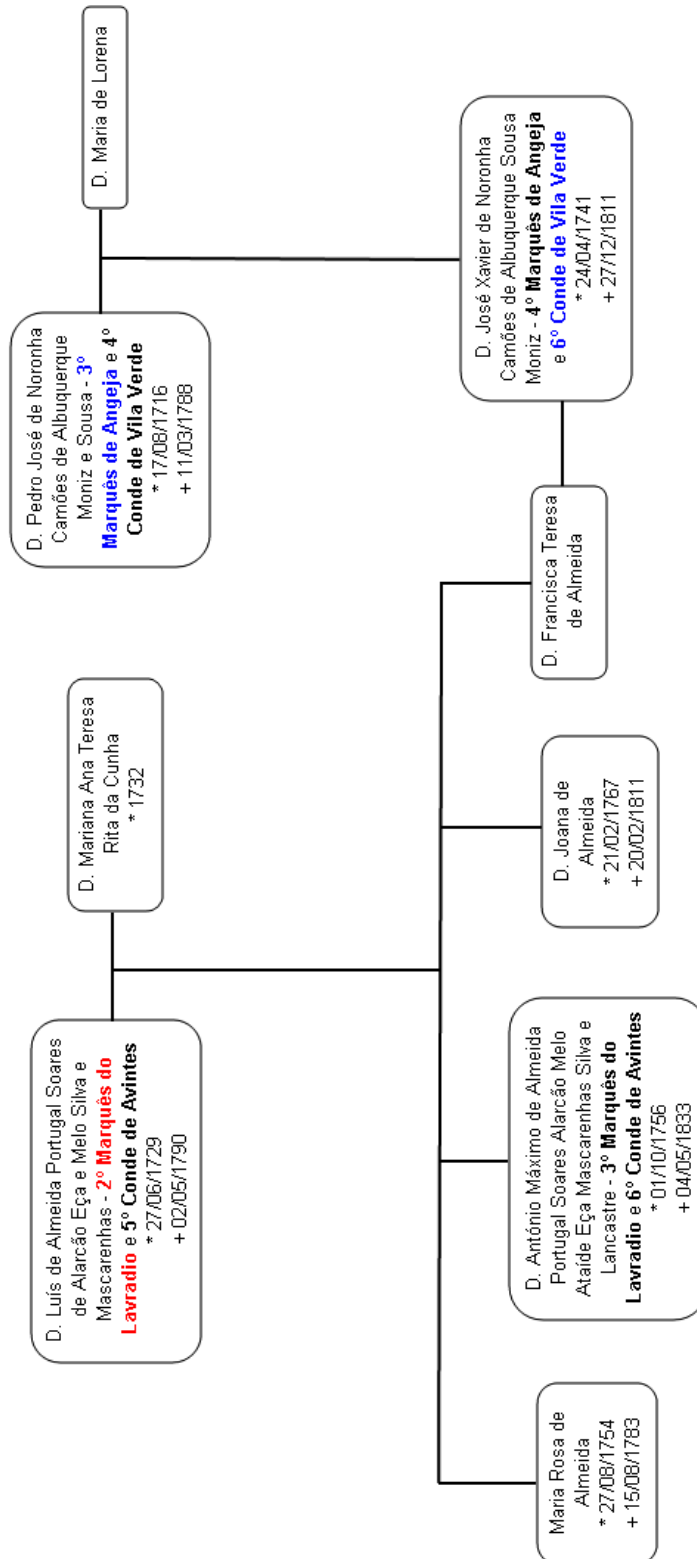 D. Luís de Almeida Portugal Soares
de Alarcão Eça e Melo Silva e
Mascarenhas - 2º Marquês do
Lavradio e 5º Conde de Avintes
* 27/06/1729
+ 02/05/1790
D. Mariana Ana Teresa
Rita da Cunha
* 1732
D. Pedro José de Noronha
Camões de Albuquerque
Moniz e Sousa - 3º
Marquês de Angeja e 4º
Conde de Vila Verde
* 17/08/1716
+ 11/03/1788
D. Maria de Lorena
Maria Rosa de
Almeida
* 27/08/1754
+ 15/08/1783
D. António Máximo de Almeida
Portugal Soares Alarcão Melo
Ataíde Eça Mascarenhas Silva e
Lancastre - 3º Marquês do
Lavradio e 6º Conde de Avintes
* 01/10/1756
+ 04/05/1833
D. Joana de
Almeida
* 21/02/1767
+ 20/02/1811
D. Francisca Teresa
de Almeida
D. José Xavier de Noronha
Camões de Albuquerque Sousa
Moniz - 4º Marquês de Angeja
e 6º Conde de Vila Verde
* 24/04/1741
+ 27/12/1811